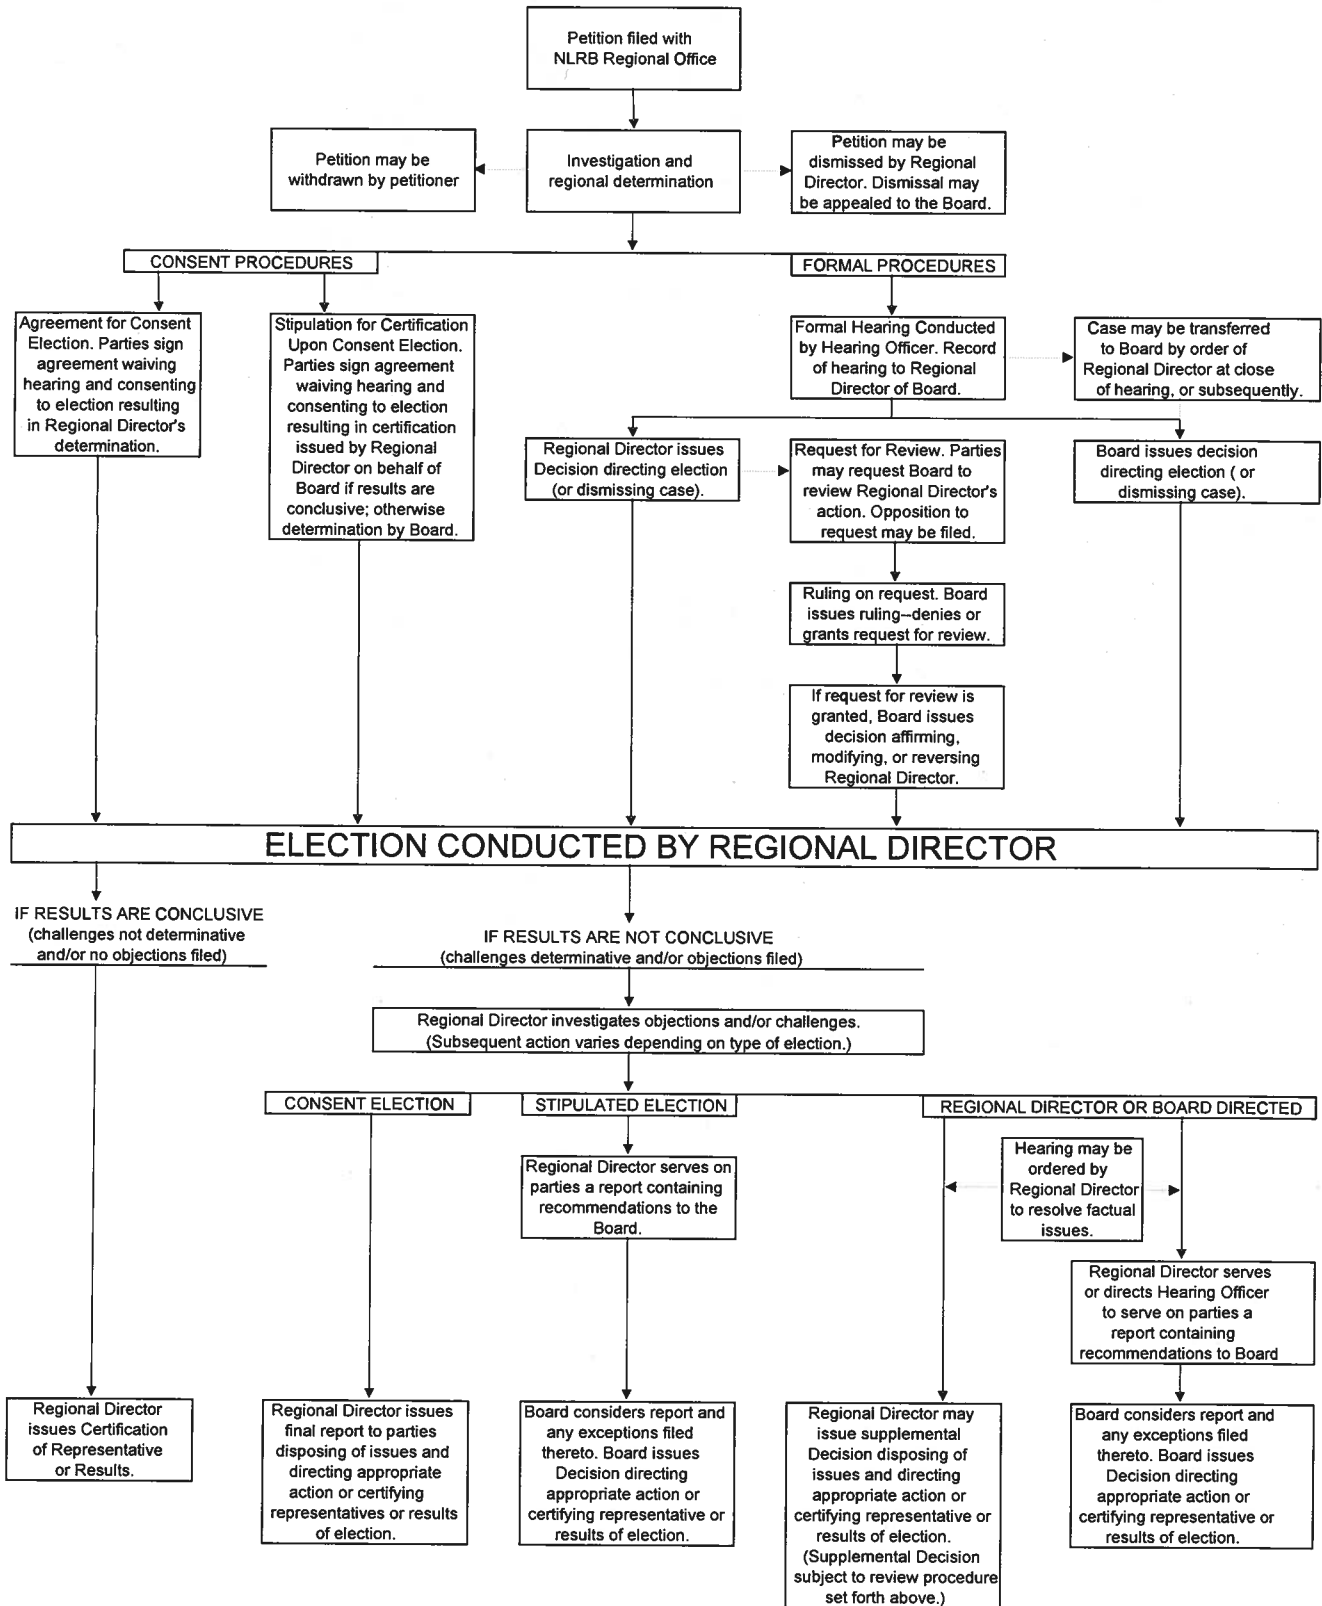 Petition filed with
NLRB Regional Office
Petition may be
withdrawn by petitioner
Investigation and
regional determination
Petition may be
dismissed by Regional
Director. Dismissal may
be appealed to the Board.
CONSENT PROCEDURES
FORMAL PROCEDURES
Agreement for Consent
Election. Parties sign
agreement waiving
hearing and consenting
to election resulting
in Regional Director's
determination.
Stipulation for Certification
Upon Consent Election.
Parties sign agreement
waiving hearing and
consenting to election
resulting in certification
issued by Regional
Director on behalf of
Board if results are
conclusive; otherwise
determination by Board.
Formal Hearing Conducted
by Hearing Officer. Record
of hearing to Regional
Director of Board.
Case may be transferred
to Board by order of
Regional Director at close
of hearing, or subsequently.
Regional Director issues
Decision directing election
(or dismissing case).
Request for Review. Parties
may request Board to
review Regional Director's
action. Opposition to
request may be filed.
Board issues decision
directing election ( or
dismissing case).
Ruling on request. Board
issues ruling--denies or
grants request for review.
If request for review is
granted, Board issues
decision affirming,
modifying, or reversing
Regional Director.
ELECTION CONDUCTED BY REGIONAL DIRECTOR
IF RESULTS ARE CONCLUSIVE
(challenges not determinative
and/or no objections filed)
IF RESULTS ARE NOT CONCLUSIVE
(challenges determinative and/or objections filed)
Regional Director investigates objections and/or challenges.
(Subsequent action varies depending on type of election.)
CONSENT ELECTION
STIPULATED ELECTION
REGIONAL DIRECTOR OR BOARD DIRECTED
Regional Director serves on
parties a report containing
recommendations to the
Board.
Hearing may be
ordered by
Regional Director
to resolve factual
issues.
Regional Director serves
or directs Hearing Officer
to serve on parties a
report containing
recommendations to Board
Regional Director
issues Certification
of Representative
or Results.
Regional Director issues
final report to parties
disposing of issues and
directing appropriate
action or certifying
representatives or results
of election.
Board considers report and
any exceptions filed
thereto. Board issues
Decision directing
appropriate action or
certifying representative or
results of election.
Regional Director may
issue supplemental
Decision disposing of
issues and directing
appropriate action or
certifying representative or
results of election.
(Supplemental Decision
subject to review procedure
set forth above.)
Board considers report and
any exceptions filed
thereto. Board issues
Decision directing
appropriate action or
certifying representative or
results of election.